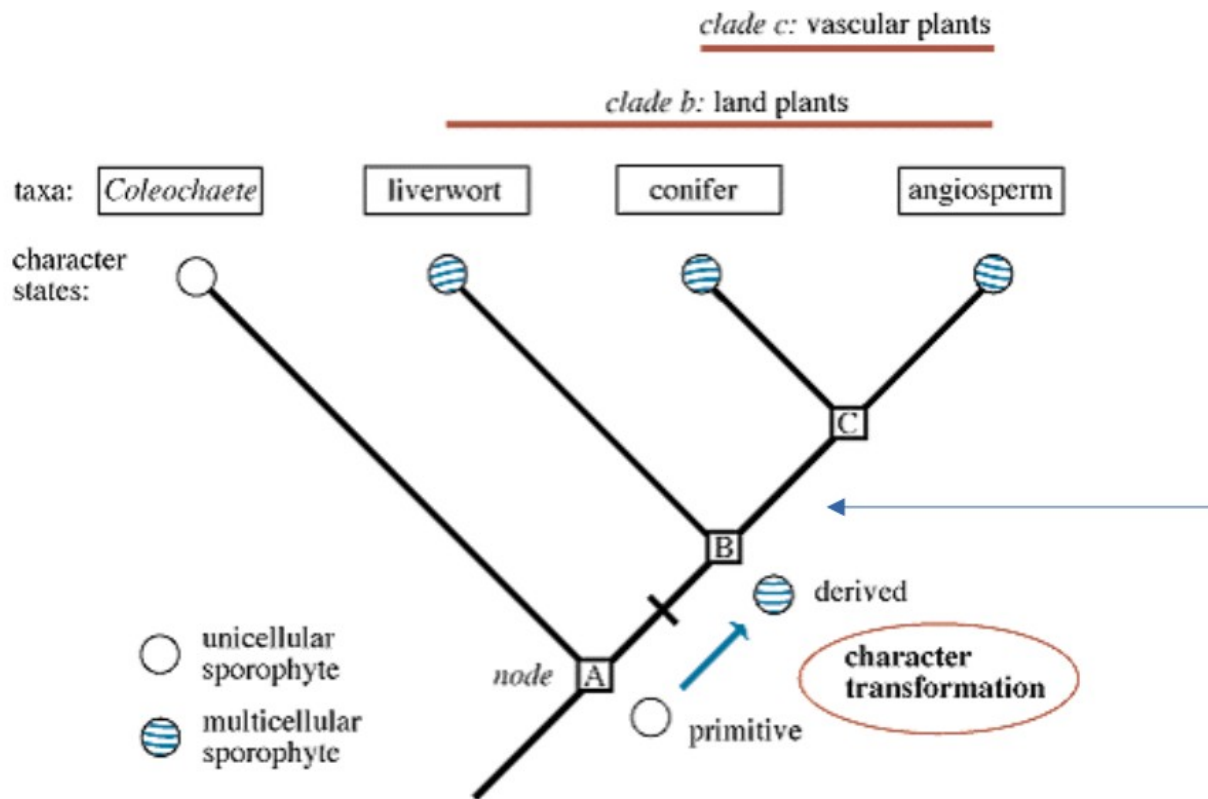 clade c: vascular plants
clade b: land plants
taxa:
Coleochaete
liverwort
conifer
angiosperm
character
states:
C
B
derived
unicellular
sporophyte
node
A
character
transformation
primitive
multicellular
sporophyte